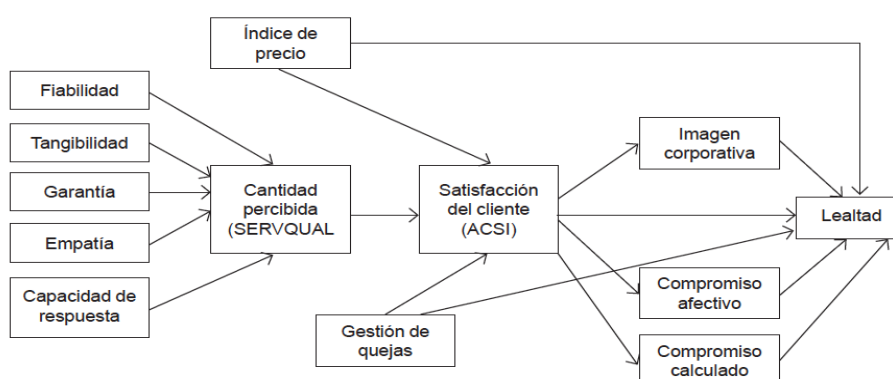 Índice de
precio
Fiabilidad
Tangibilidad
Garantía
Empatía
Capacidad de
respuesta
Cantidad
percibida
(SERVQUAL
Satisfacción
del cliente
(ACSI)
Gestión de
quejas
Imagen
corporativa
Compromiso
afectivo
Compromiso
calculado
Lealtad